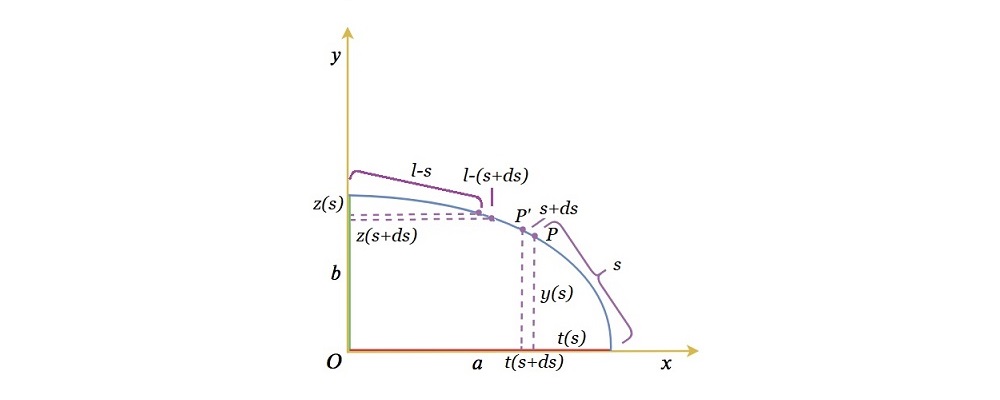 y
l-s
l-(s+ds)
z(s)
P' s+ds
z(s+ds)
P
s
b
y(s)
t(s)
O
a
t(s+ds)
x